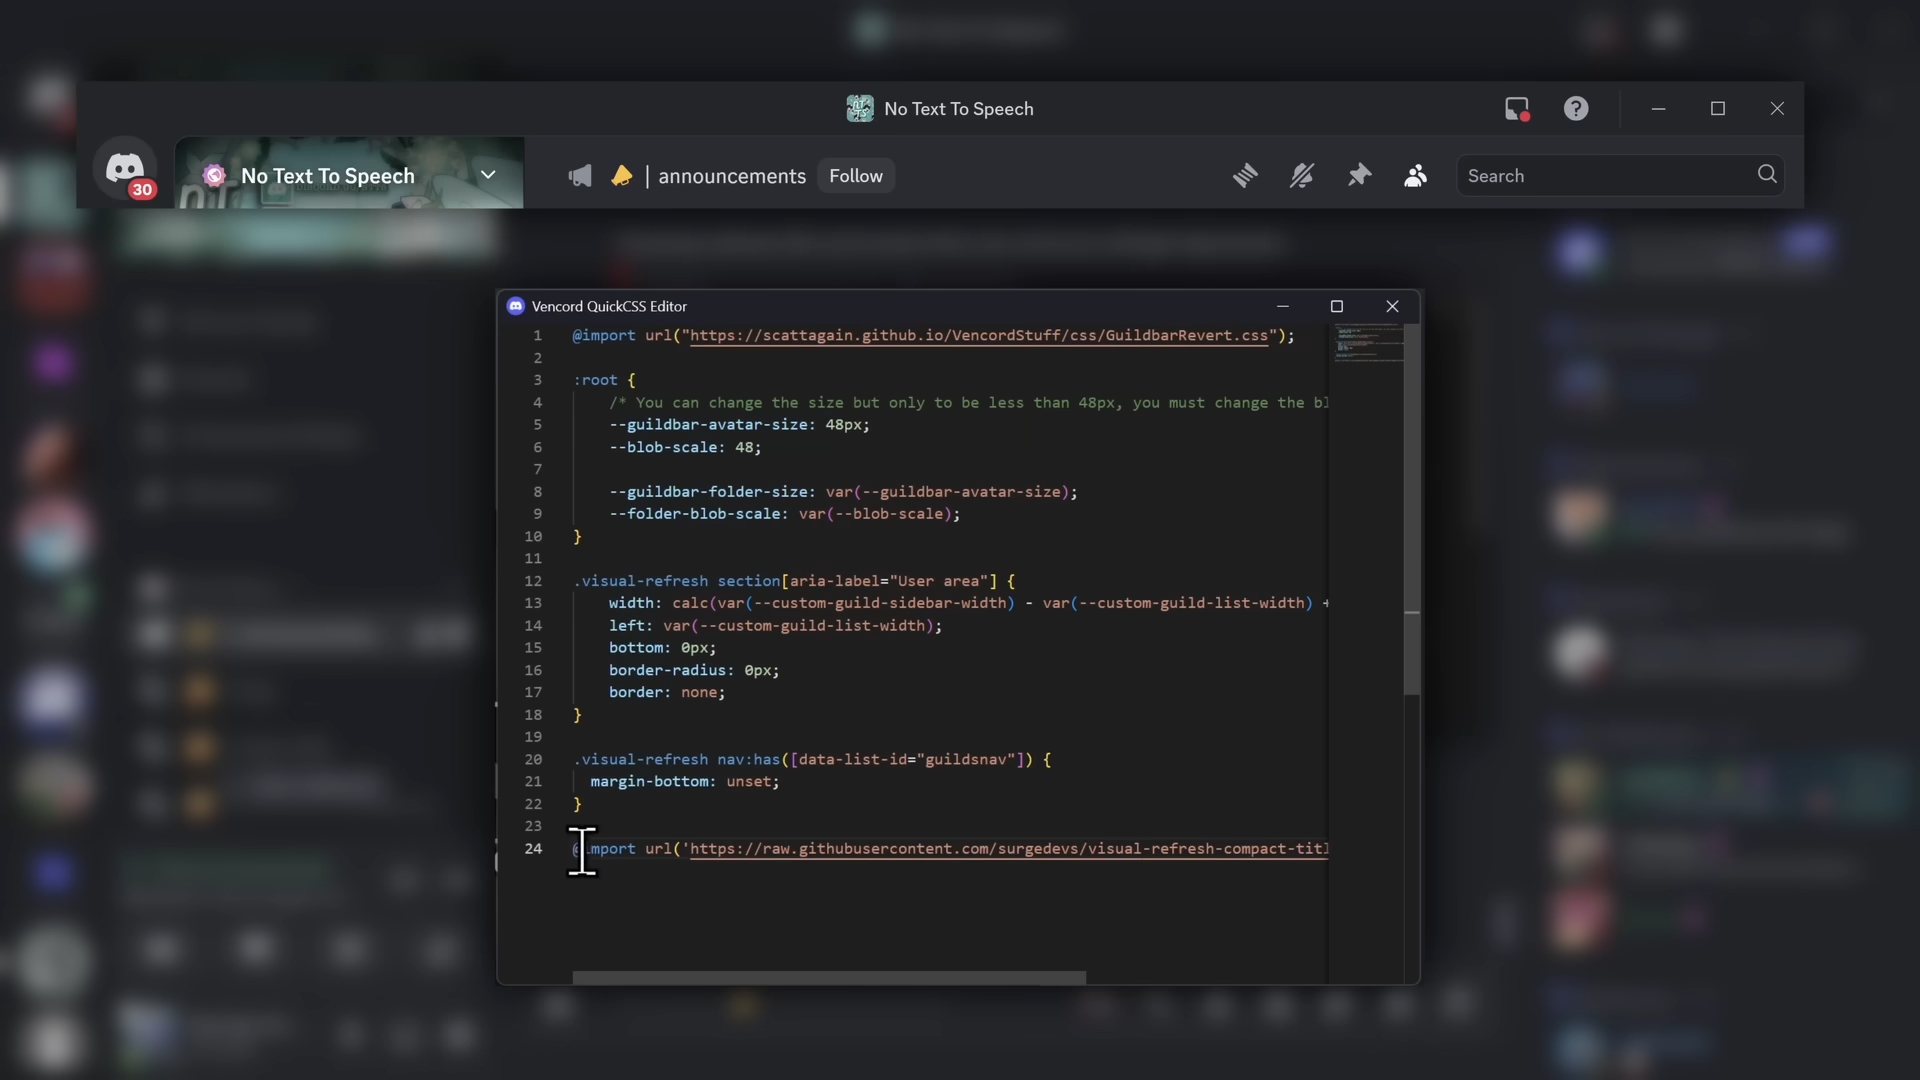 No Text To Speech
30
No Text To Speech
| announcements
Follow
Search
Vencord QuickCSS Editor
1 @import url("https://scattagain.github.io/VencordStuff/css/GuildbarRevert.css");
2
3 :root {
4 /* You can change the size but only to be less than 48px, you must change the bl
5 --guildbar-avatar-size: 48px;
6 --blob-scale: 48;
7
8 --guildbar-folder-size: var(--guildbar-avatar-size);
9 --folder-blob-scale: var(--blob-scale);
10 }
11
12 .visual-refresh section[aria-label="User area"] {
13 width: calc(var(--custom-guild-sidebar-width) - var(--custom-guild-list-width) +
14 left: var(--custom-guild-list-width);
15 bottom: 0px;
16 border-radius: 0px;
17 border: none;
18 }
19
20 .visual-refresh nav:has([data-list-id="guildsnav"]) {
21 margin-bottom: unset;
22 }
23
24 @import url('https://raw.githubusercontent.com/surgedevs/visual-refresh-compact-titl